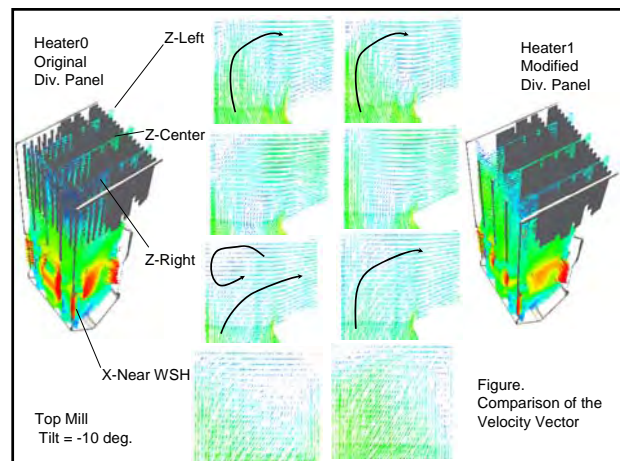 Heater0
Original
Div. Panel
Z-Left
Heater1
Modified
Div. Panel
Z-Center
Z-Right
X-Near WSH
Top Mill
Tilt = -10 deg.
Figure.
Comparison of the
Velocity Vector